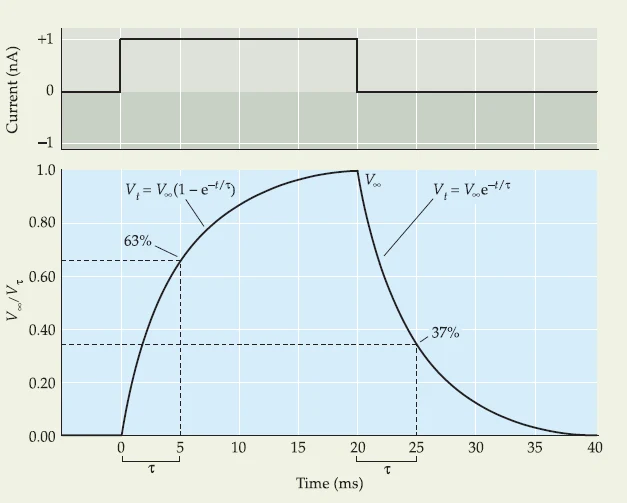 Current (nA)
+1
0
−1
V∞/Vτ
1.0
0.80
0.60
0.40
0.20
0.00
Vt = V∞(1 – e–t/τ)
63%
V∞
Vt = V∞e–t/τ
37%
0 5 10 15 20 25 30 35 40
τ τ
Time (ms)